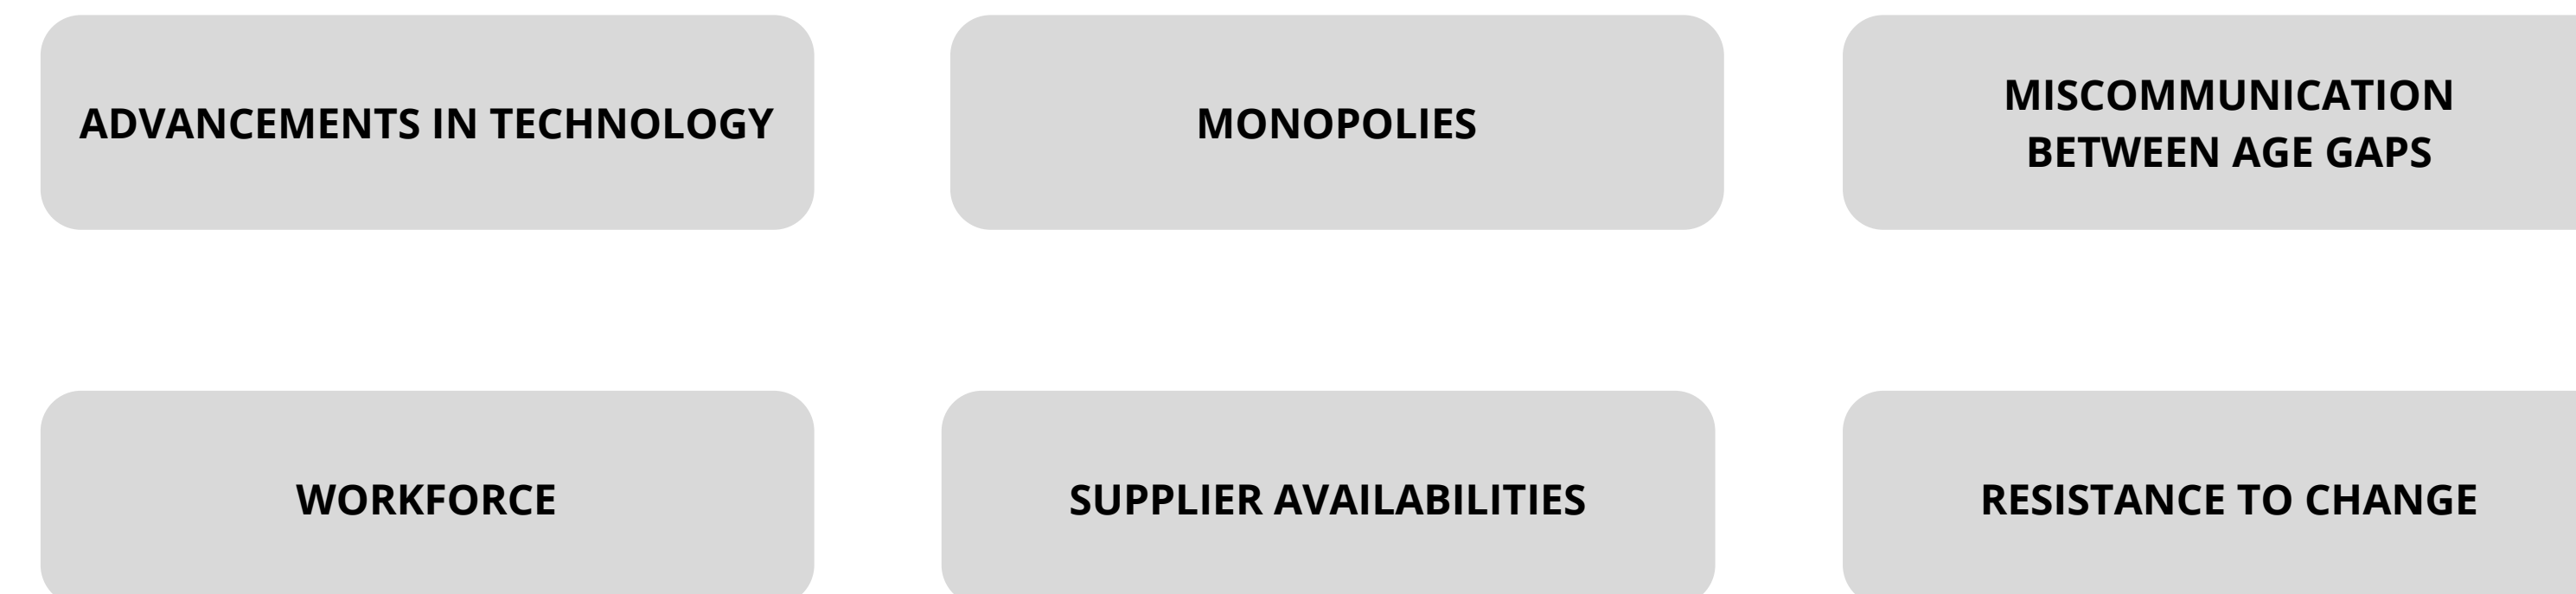 ADVANCEMENTS IN TECHNOLOGY
MONOPOLIES
MISCOMMUNICATION
BETWEEN AGE GAPS
WORKFORCE
SUPPLIER AVAILABILITIES
RESISTANCE TO CHANGE